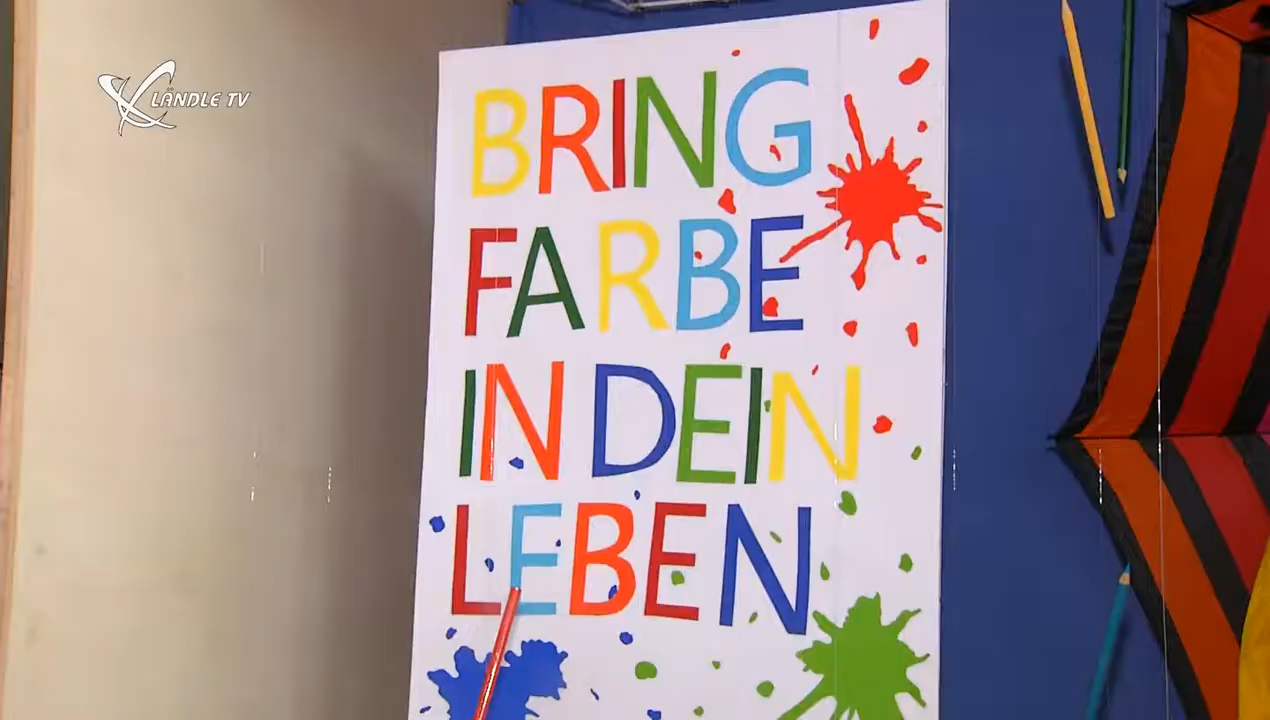 LÄNDLE TV
BRING
FARBE
IN DEIN
LEBEN